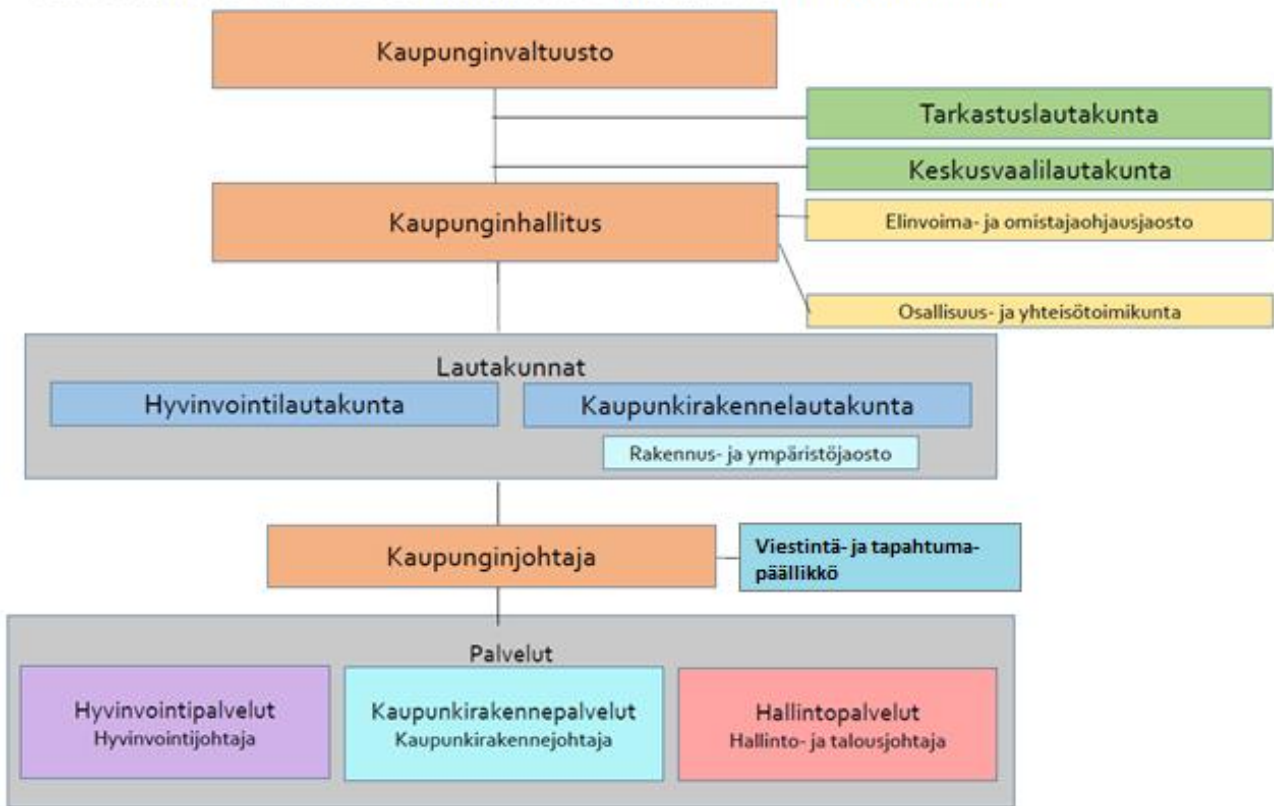 Kaupunginvaltuusto
Tarkastuslautakunta
Keskusvaalilautakunta
Kaupunginhallitus
Elinvoima- ja omistajaohjausjaosto
Osallisuus- ja yhteisötoimikunta
Lautakunnat
Hyvinvointilautakunta
Kaupunkirakennelautakunta
Rakennus- ja ympäristöjaosto
Kaupunginjohtaja
Viestintä- ja tapahtuma-
päällikkö
Palvelut
Hyvinvointipalvelut
Hyvinvointijohtaja
Kaupunkirakennepalvelut
Kaupunkirakennejohtaja
Hallintopalvelut
Hallinto- ja talousjohtaja